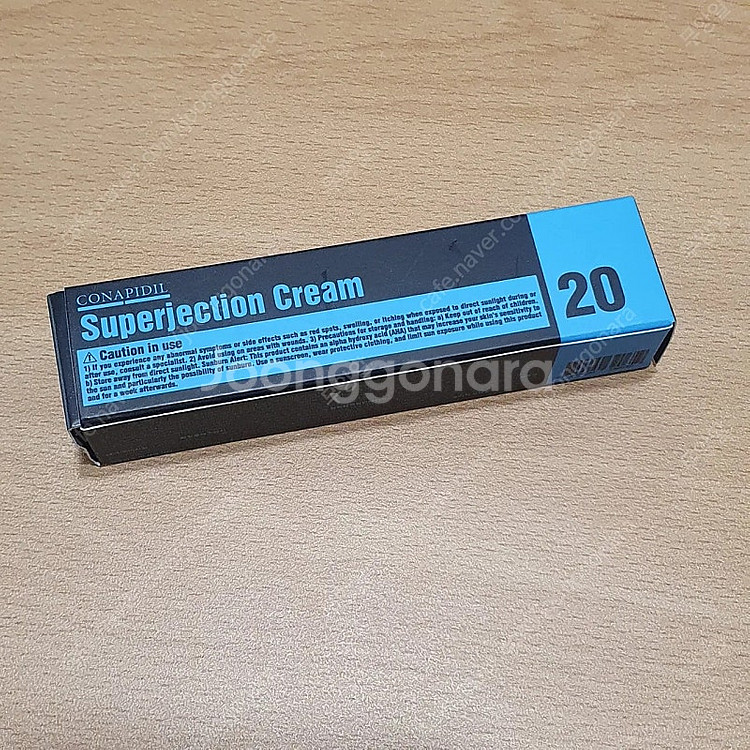 CONAPIDIL
Superjection Cream
20
Caution in use
1) If you experience any abnormal symptoms or side effects such as red spots, swelling, or itching when exposed to direct sunlight during or
after use, consult a specialist. 2) Avoid using on areas with wounds. 3) Precautions for storage and handling: a) Keep out of reach of children.
b) Store away from direct sunlight. Sunburn Alert: This product contains an alpha hydroxy acid (AHA) that may increase your skin's sensitivity to
the sun and particularly the possibility of sunburn. Use a sunscreen, wear protective clothing, and limit sun exposure while using this product
and for a week afterwards.
Joonggonara
cafe.naver.com